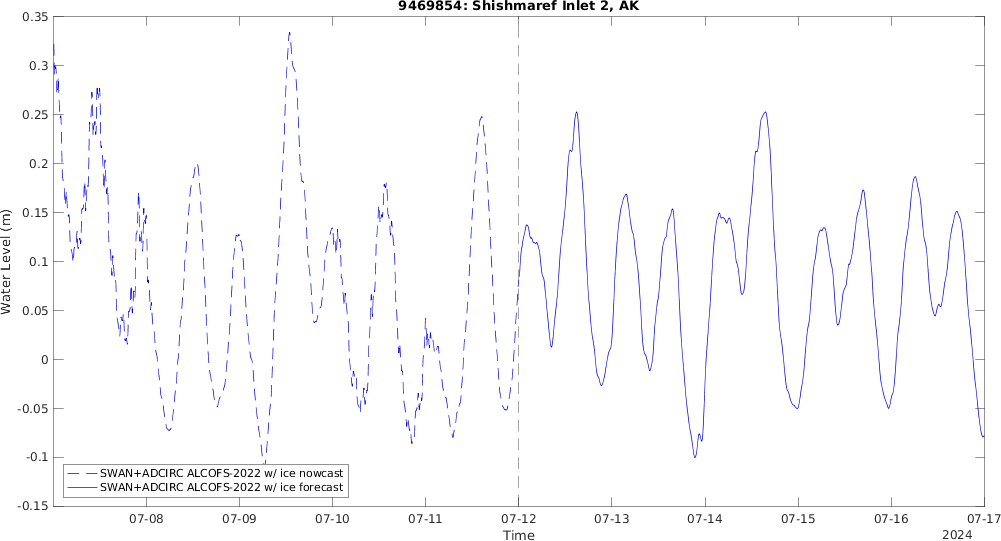 9469854: Shishmaref Inlet 2, AK
0.35
0.3
0.25
0.2
0.15
0.1
0.05
0
-0.05
-0.1
-0.15
Water Level (m)
SWAN+ADCIRC ALCOFS-2022 w/ ice nowcast
SWAN+ADCIRC ALCOFS-2022 w/ ice forecast
07-08 07-09 07-10 07-11 07-12 07-13 07-14 07-15 07-16 07-17
Time
2024